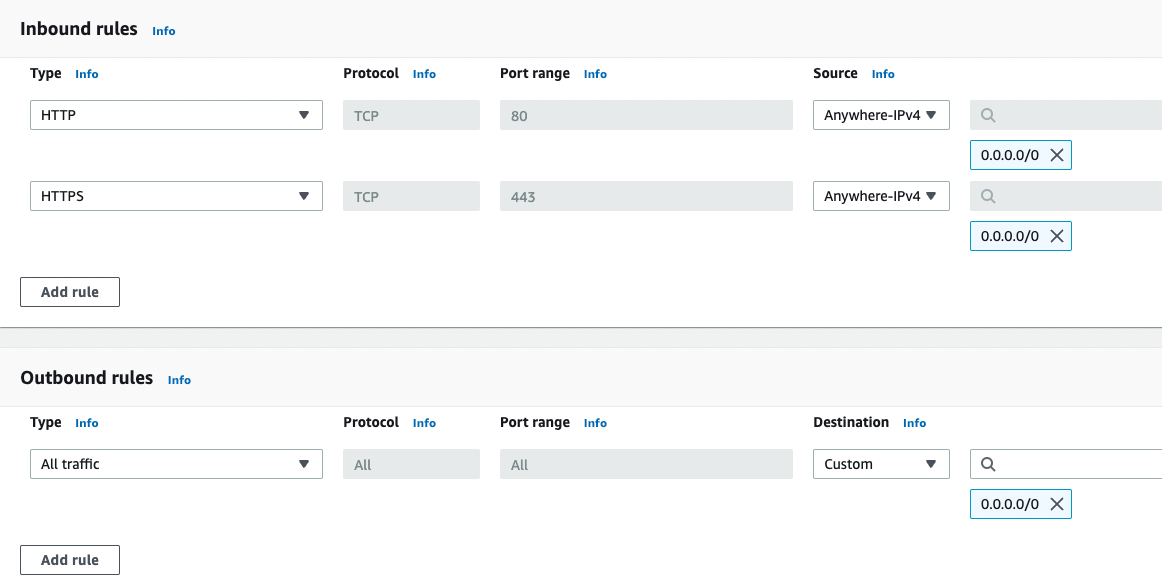 Inbound rules Info
Type Info Protocol Info Port range Info Source Info
HTTP TCP 80 Anywhere-IPv4
0.0.0.0/0
HTTPS TCP 443 Anywhere-IPv4
0.0.0.0/0
Add rule
Outbound rules Info
Type Info Protocol Info Port range Info Destination Info
All traffic All All Custom
0.0.0.0/0
Add rule